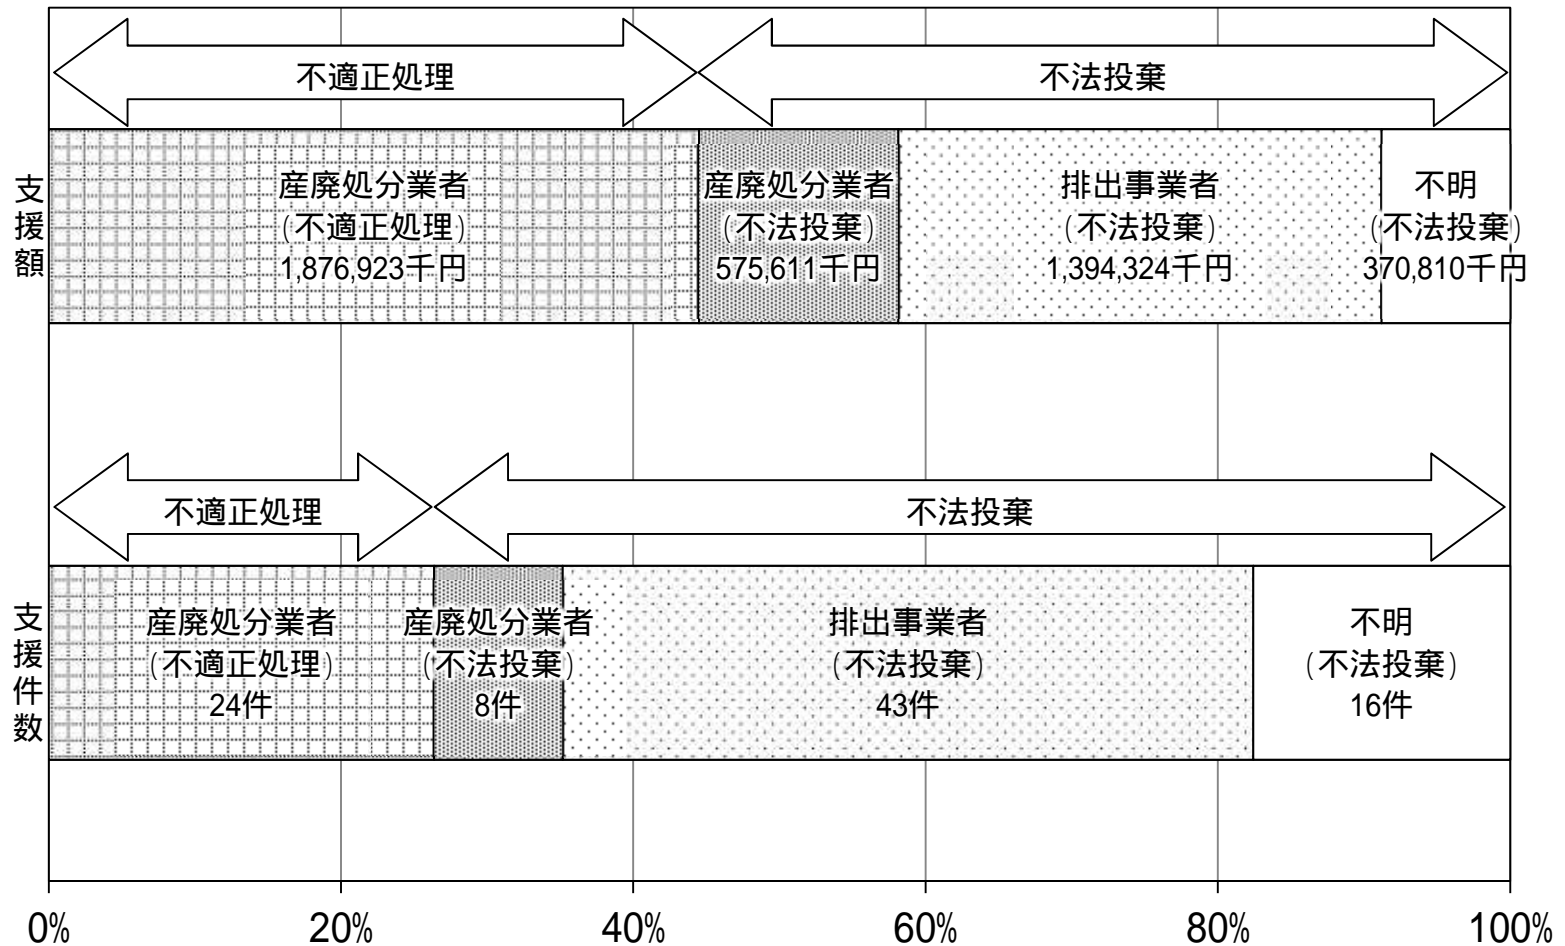 不適正処理
不法投棄
支援額
産廃処分業者
(不適正処理)
1,876,923千円
産廃処分業者
(不法投棄)
575,611千円
排出事業者
(不法投棄)
1,394,324千円
不明
(不法投棄)
370,810千円
不適正処理
不法投棄
支援件数
産廃処分業者
(不適正処理)
24件
産廃処分業者
(不法投棄)
8件
排出事業者
(不法投棄)
43件
不明
(不法投棄)
16件
0%
20%
40%
60%
80%
100%